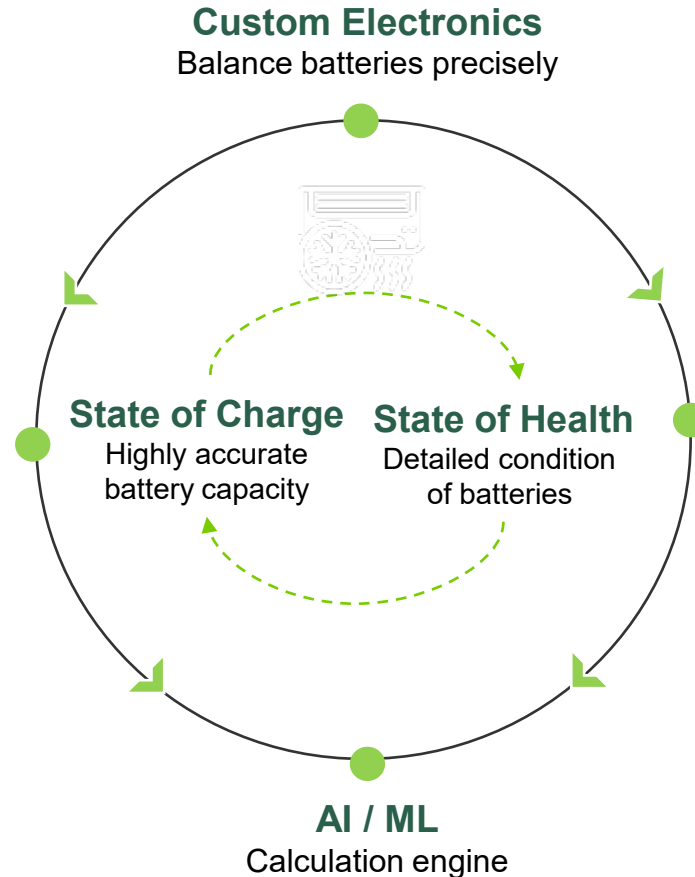 Custom Electronics
Balance batteries precisely
State of Charge
Highly accurate
battery capacity
State of Health
Detailed condition
of batteries
AI / ML
Calculation engine